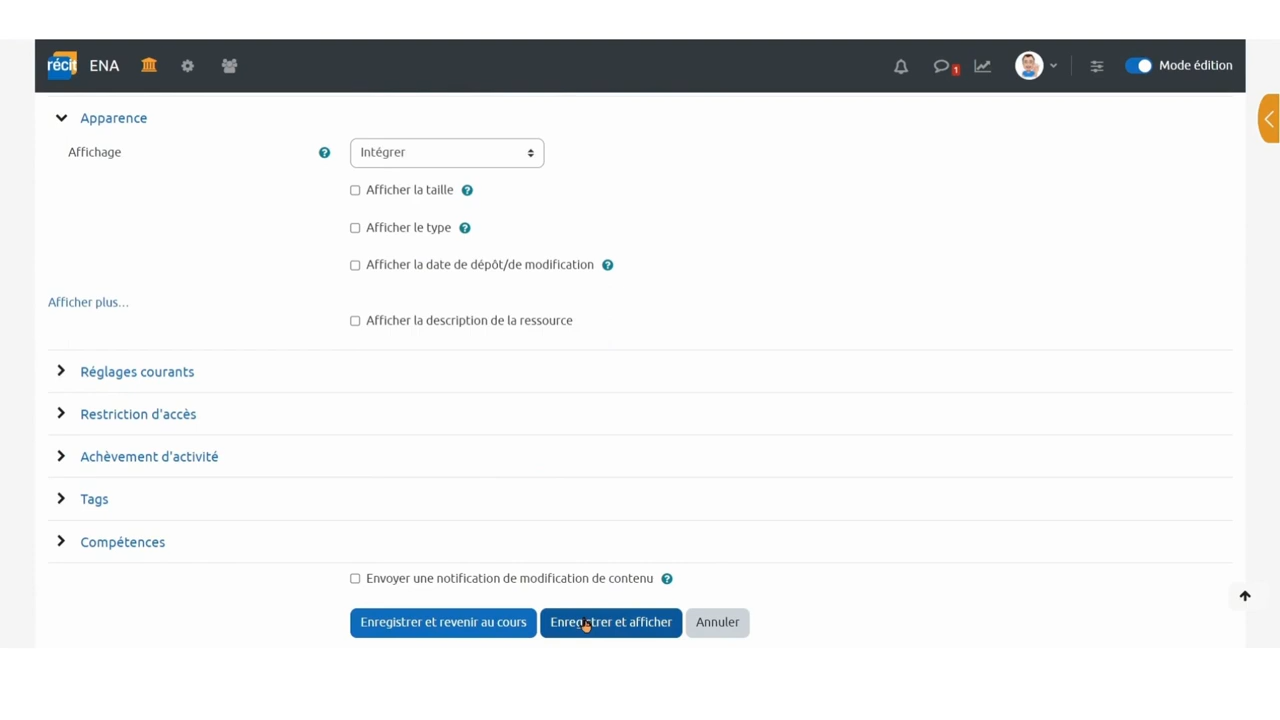 récit ENA 1 Mode édition
Apparence
Affichage Intégrer
Afficher la taille
Afficher le type
Afficher la date de dépôt/de modification
Afficher plus...
Afficher la description de la ressource
Réglages courants
Restriction d'accès
Achèvement d'activité
Tags
Compétences
Envoyer une notification de modification de contenu
Enregistrer et revenir au cours Enregistrer et afficher Annuler